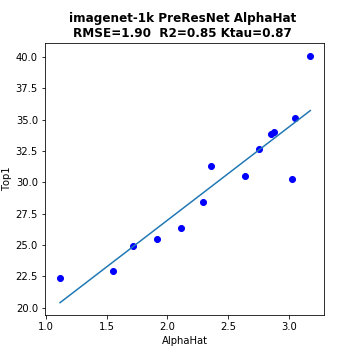 imagenet-1k PreResNet AlphaHat
RMSE=1.90 R2=0.85 Ktau=0.87
40.0
37.5
35.0
32.5
30.0
27.5
25.0
22.5
20.0
Top1
1.0 1.5 2.0 2.5 3.0
AlphaHat